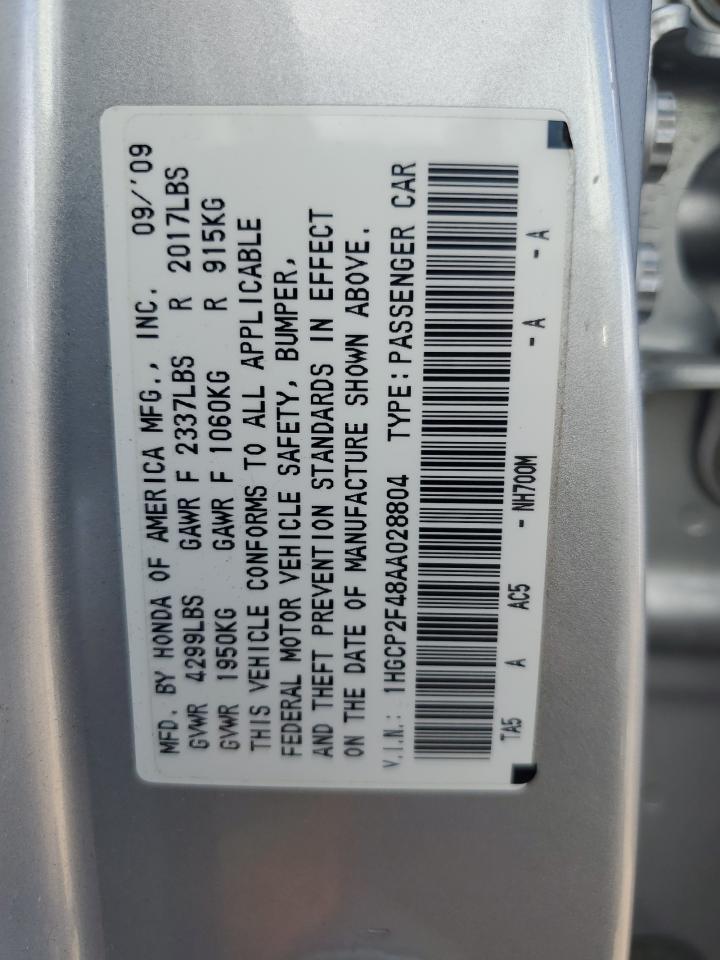 MFD. BY HONDA OF AMERICA MFG., INC. 09/'09
GVWR 4299LBS GAWR F 2337LBS R 2017LBS
GVWR 1950KG GAWR F 1060KG R 915KG
THIS VEHICLE CONFORMS TO ALL APPLICABLE
FEDERAL MOTOR VEHICLE SAFETY, BUMPER,
AND THEFT PREVENTION STANDARDS IN EFFECT
ON THE DATE OF MANUFACTURE SHOWN ABOVE.
V.I.N.: 1HGCP2F48AA028804 TYPE: PASSENGER CAR
TA5 A AC5 - NH700M - A - A